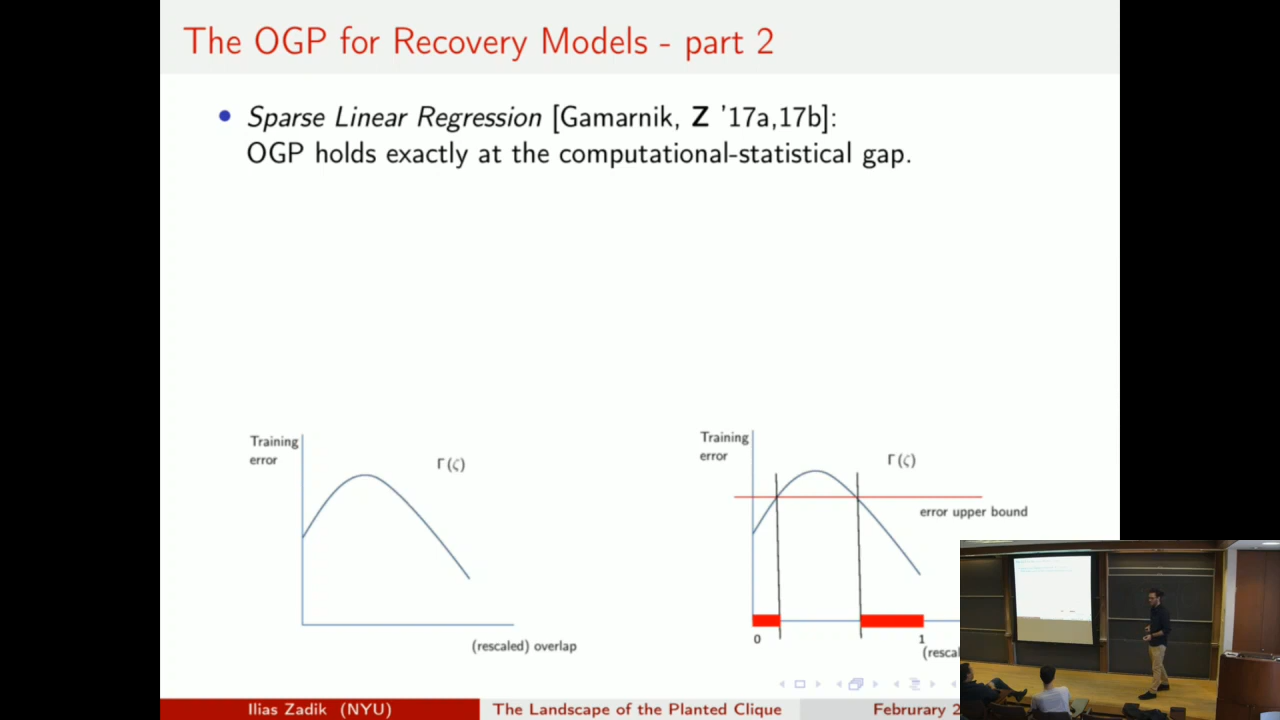 The OGP for Recovery Models - part 2
Sparse Linear Regression [Gamarnik, Z '17a,17b]:
OGP holds exactly at the computational-statistical gap.
Training
error
Γ(ζ)
(rescaled) overlap
Training
error
Γ(ζ)
error upper bound
0
1
(resca
Ilias Zadik (NYU)
The Landscape of the Planted Clique
Februrary 2